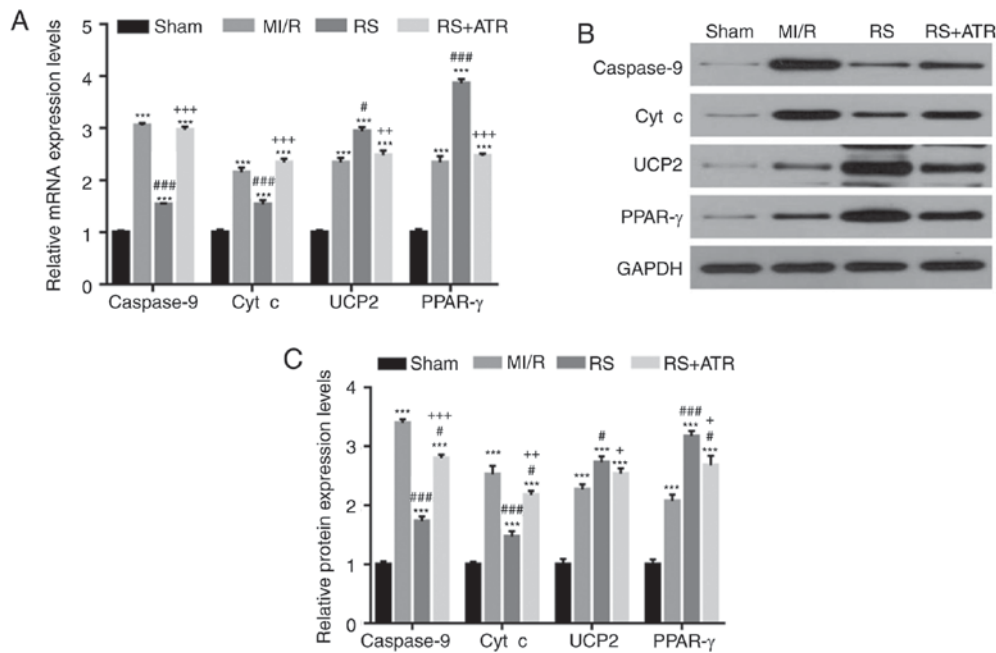 A
Sham MI/R RS RS+ATR
Relative mRNA expression levels
5
4
3
2
1
0
*** ### *** +++ ***
*** ### *** +++ ***
*** # *** ++ ***
*** ### *** +++ ***
Caspase-9 Cyt c UCP2 PPAR-γ
B
Sham MI/R RS RS+ATR
Caspase-9
Cyt c
UCP2
PPAR-γ
GAPDH
C
Sham MI/R RS RS+ATR
Relative protein expression levels
4
3
2
1
0
*** ### *** +++ # ***
*** ### *** ++ # ***
*** # *** + ***
*** ### *** + # ***
Caspase-9 Cyt c UCP2 PPAR-γ